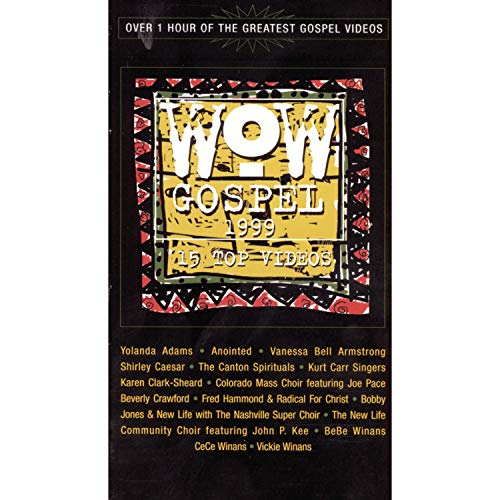 OVER 1 HOUR OF THE GREATEST GOSPEL VIDEOS
WOW
GOSPEL
1999
15 TOP VIDEOS
Yolanda Adams • Anointed • Vanessa Bell Armstrong
Shirley Caesar • The Canton Spirituals • Kurt Carr Singers
Karen Clark-Sheard • Colorado Mass Choir featuring Joe Pace
Beverly Crawford • Fred Hammond & Radical For Christ • Bobby
Jones & New Life with The Nashville Super Choir • The New Life
Community Choir featuring John P. Kee • BeBe Winans
CeCe Winans • Vickie Winans